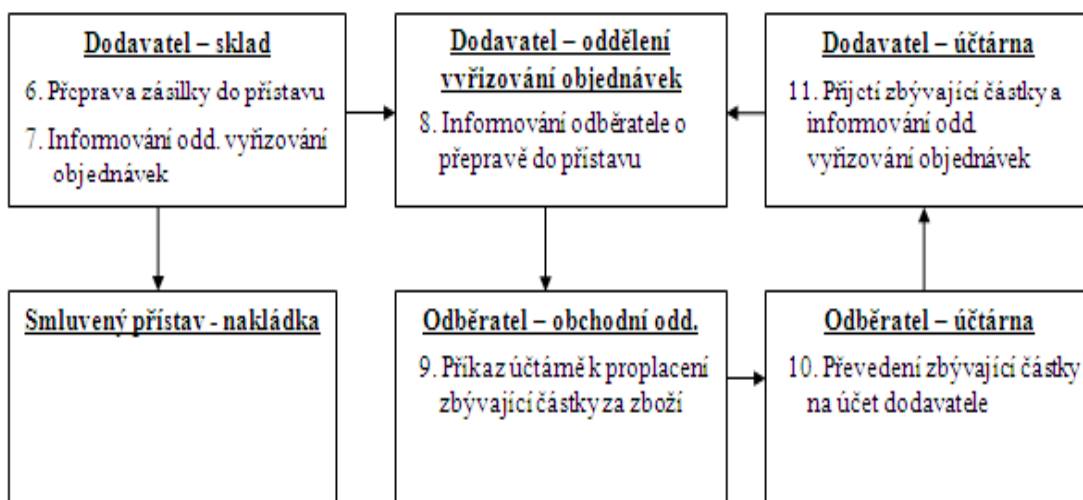 Dodavatel – sklad
6. Přeprava zásilky do přístavu
7. Informování odd. vyřizování
objednávek
Dodavatel – oddělení
vyřizování objednávek
8. Informování odběratele o
přepravě do přístavu
Dodavatel – účtárna
11. Přijetí zbývající částky a
informování odd.
vyřizování objednávek
Smluvený přístav - nakládka
Odběratel – obchodní odd.
9. Příkaz účtárně k proplacení
zbývající částky za zboží
Odběratel – účtárna
10. Převedení zbývající částky
na účet dodavatele